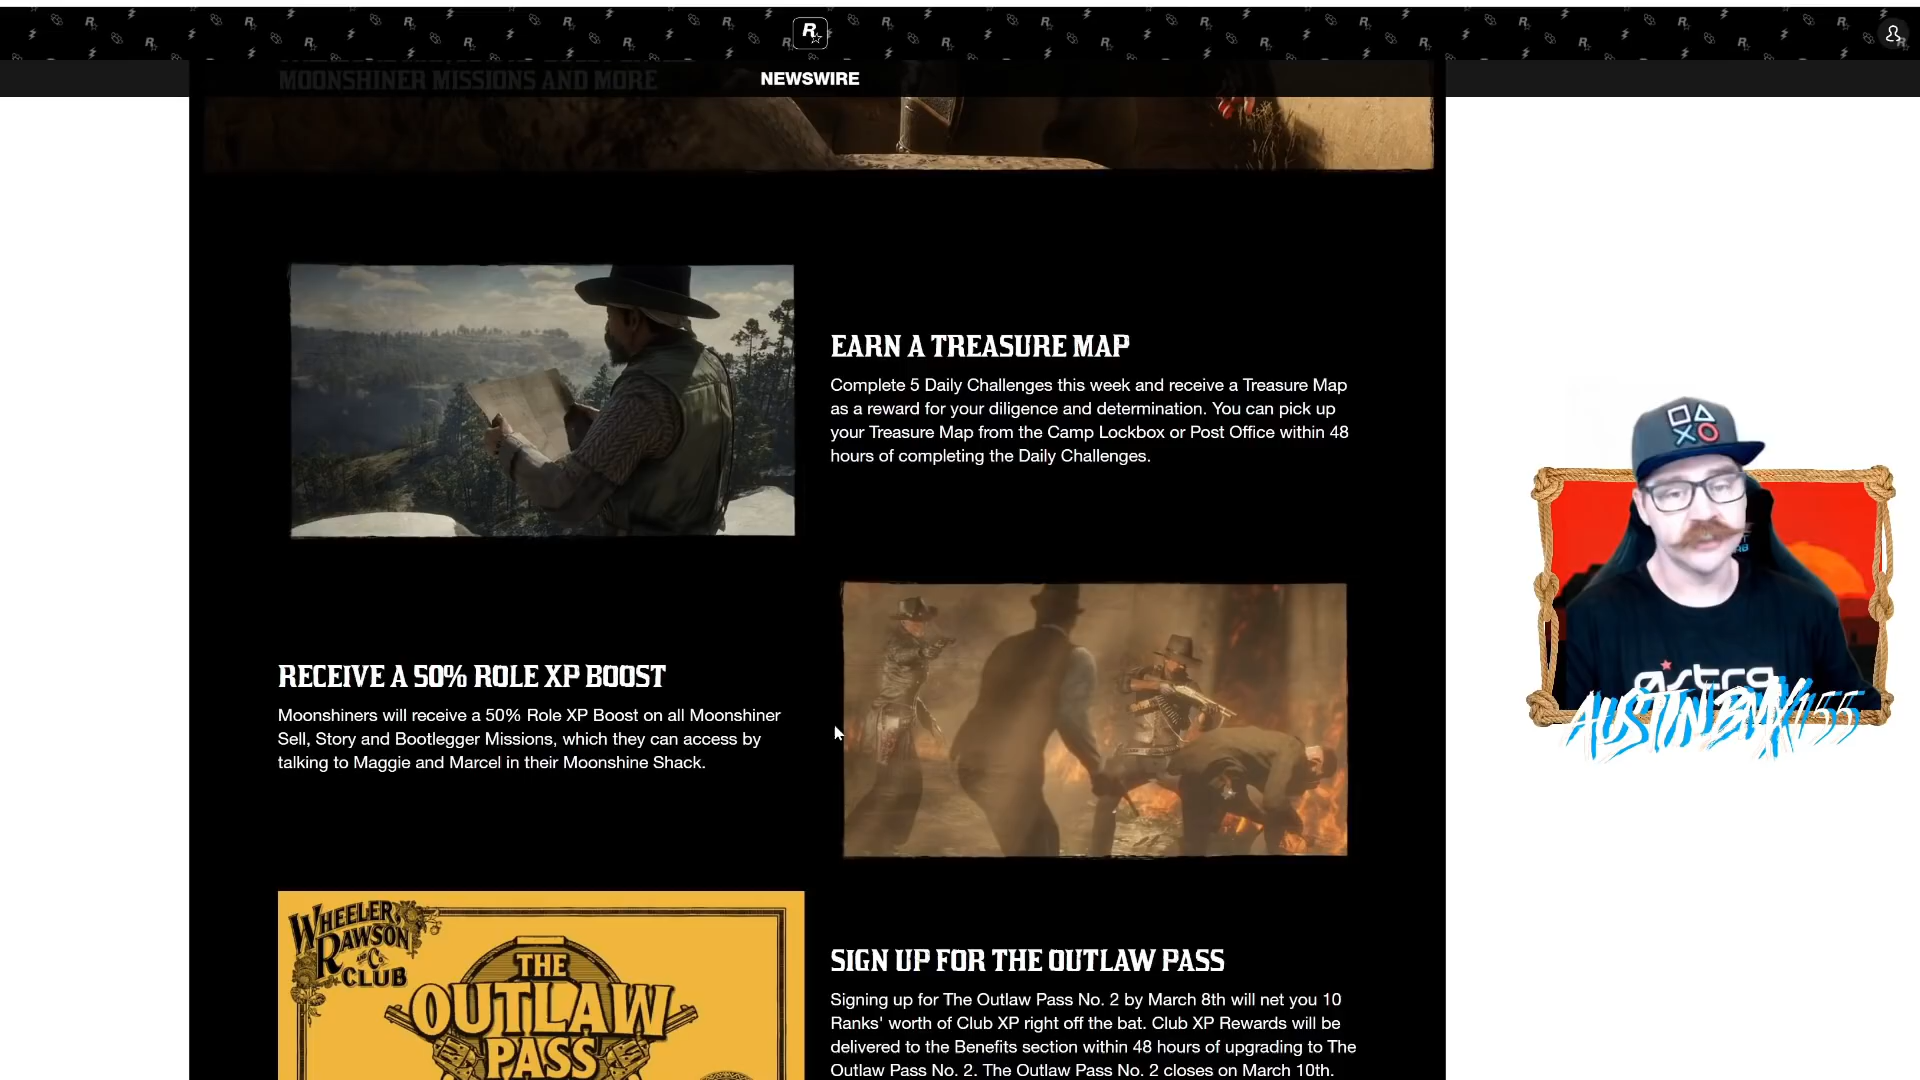 MOONSHINER MISSIONS AND MORE
NEWSWIRE
EARN A TREASURE MAP
Complete 5 Daily Challenges this week and receive a Treasure Map
as a reward for your diligence and determination. You can pick up
your Treasure Map from the Camp Lockbox or Post Office within 48
hours of completing the Daily Challenges.
RECEIVE A 50% ROLE XP BOOST
Moonshiners will receive a 50% Role XP Boost on all Moonshiner
Sell, Story and Bootlegger Missions, which they can access by
talking to Maggie and Marcel in their Moonshine Shack.
WHEELER,
RAWSON
AND Co.
CLUB
THE
OUTLAW
PASS
SIGN UP FOR THE OUTLAW PASS
Signing up for The Outlaw Pass No. 2 by March 8th will net you 10
Ranks' worth of Club XP right off the bat. Club XP Rewards will be
delivered to the Benefits section within 48 hours of upgrading to The
Outlaw Pass No. 2. The Outlaw Pass No. 2 closes on March 10th.
astro
AUSTINBMX155